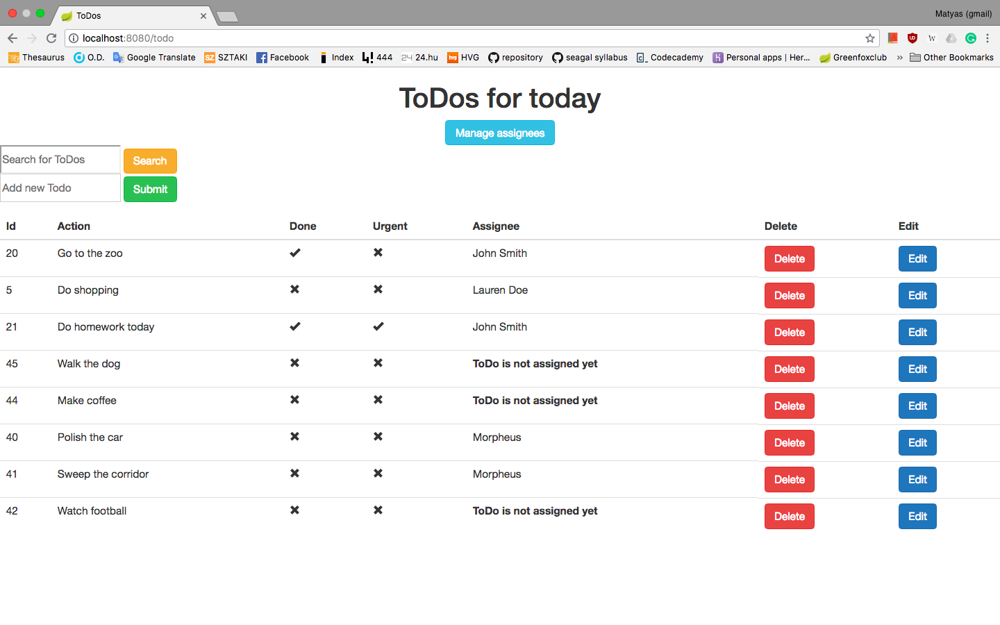 ToDos
Matyas (gmail)
localhost:8080/todo
Thesaurus O.D. Google Translate SZ SZTAKI Facebook Index 4! 444 24 24.hu hvg HVG repository seagal syllabus Codecademy Personal apps | Her... Greenfoxclub » Other Bookmarks
ToDos for today
Manage assignees
Search for ToDos Search
Add new Todo Submit
Id Action Done Urgent Assignee Delete Edit
20 Go to the zoo ✔ ✖ John Smith Delete Edit
5 Do shopping ✖ ✖ Lauren Doe Delete Edit
21 Do homework today ✔ ✔ John Smith Delete Edit
45 Walk the dog ✖ ✖ ToDo is not assigned yet Delete Edit
44 Make coffee ✖ ✖ ToDo is not assigned yet Delete Edit
40 Polish the car ✖ ✖ Morpheus Delete Edit
41 Sweep the corridor ✖ ✖ Morpheus Delete Edit
42 Watch football ✖ ✖ ToDo is not assigned yet Delete Edit